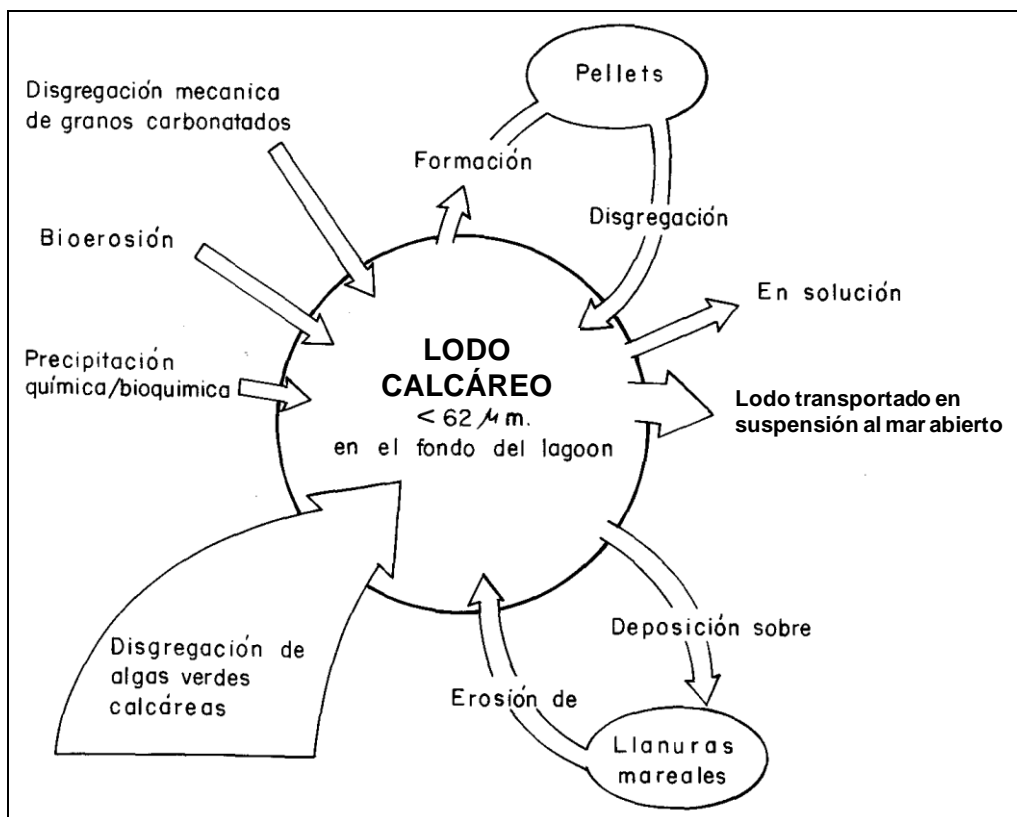 Pellets
Disgregación mecanica
de granos carbonatados
Formación
Disgregación
Bioerosión
En solución
Precipitación
química/bioquimica
LODO
CALCÁREO
< 62 μm.
en el fondo del lagoon
Lodo transportado en
suspensión al mar abierto
Disgregación de
algas verdes
calcáreas
Deposición sobre
Erosión de
Llanuras
mareales